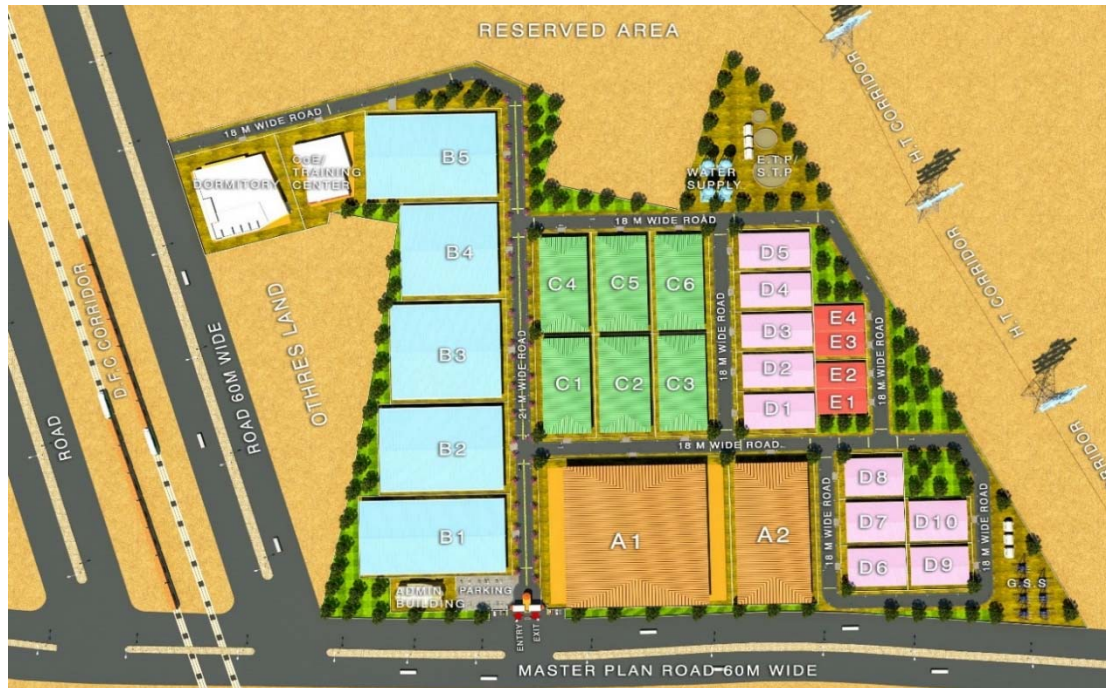 RESERVED AREA
H.T CORRIDOR
18 M WIDE ROAD
B5
CoE/
TRAINING
CENTER
DORMITORY
E.T.P/
S.T.P
WATER
SUPPLY
H.T CORRIDOR
18 M WIDE ROAD
B4
C4
C5
C6
D5
D4
D.F.C CORRIDOR
ROAD 60M WIDE
OTHRES LAND
B3
21 M WIDE ROAD
18 M WIDE ROAD
D3
E4
E3
18 M WIDE ROAD
C1
C2
C3
D2
E2
D1
E1
ROAD
B2
18 M WIDE ROAD
RRIDOR
D8
18 M WIDE ROAD
B1
A1
A2
D7
D10
18 M WIDE ROAD
D6
D9
G.S.S
ADMIN
BUILDING
PARKING
ENTRY
EXIT
MASTER PLAN ROAD 60M WIDE